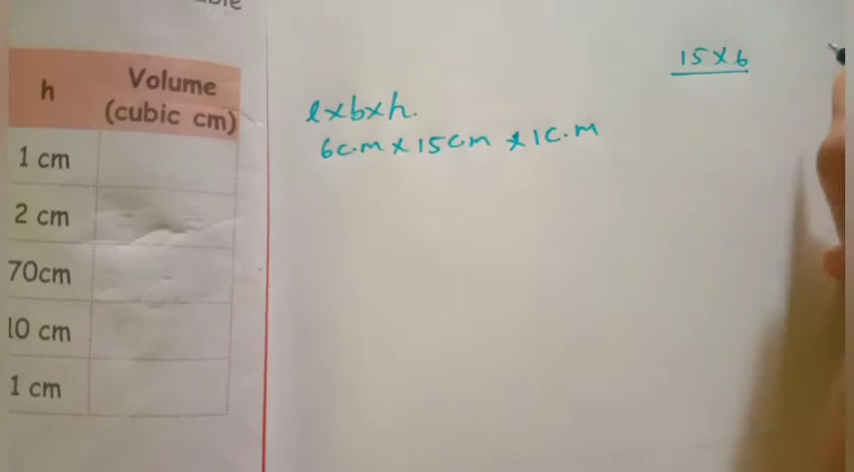 h Volume
(cubic cm)
1 cm
2 cm
70cm
10 cm
1 cm
15×6
l×b×h.
6c.m × 15cm × 1c.m